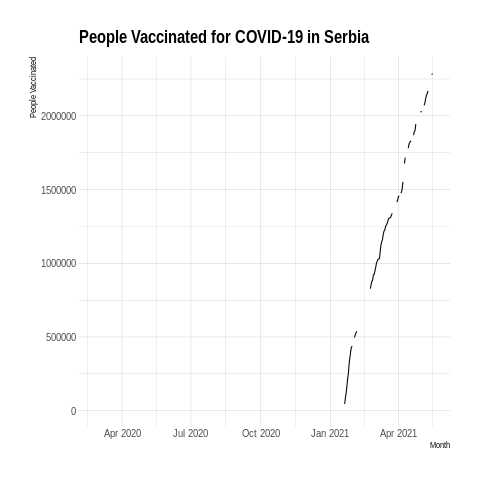 People Vaccinated for COVID-19 in Serbia
People Vaccinated
2000000
1500000
1000000
500000
0
Apr 2020 Jul 2020 Oct 2020 Jan 2021 Apr 2021
Month